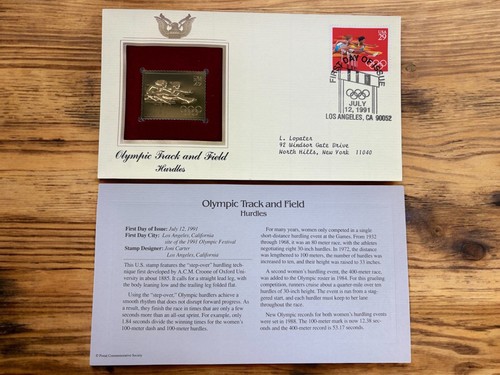 USA 29
FIRST DAY OF ISSUE
JULY
12, 1991
LOS ANGELES, CA 90052
L. Lopater
92 Windsor Gate Drive
North Hills, New York 11040
Olympic Track and Field
Hurdles
Olympic Track and Field
Hurdles
First Day of Issue: July 12, 1991
First Day City: Los Angeles, California
site of the 1991 Olympic Festival
Stamp Designer: Joni Carter
Los Angeles, California
This U.S. stamp features the "step-over" hurdling tech-
nique first developed by A.C.M. Croome of Oxford Uni-
versity in about 1885. It calls for a straight lead leg, with
the body leaning low and the trailing leg folded flat.
Using the "step-over," Olympic hurdlers achieve a
smooth rhythm that does not disrupt forward progress. As
a result, they finish the race in times that are only a few
seconds more than an all-out sprint. For example, only
1.84 seconds divide the winning times for the women's
100-meter dash and 100-meter hurdles.
For many years, women only competed in a single
short-distance hurdling event at the Games. From 1932
through 1968, it was an 80 meter race, with the athletes
negotiating eight 30-inch hurdles. In 1972, the distance
was lengthened to 100 meters, the number of hurdles was
increased to ten, and their height was raised to 33 inches.
A second women's hurdling event, the 400-meter race,
was added to the Olympic roster in 1984. For this grueling
competition, runners cruise about a quarter-mile over ten
hurdles of 30-inch height. The event is run from a stag-
gered start, and each hurdler must keep to her lane
throughout the race.
New Olympic records for both women's hurdling events
were set in 1988. The 100-meter mark is now 12.38 sec-
onds and the 400-meter record is 53.17 seconds.